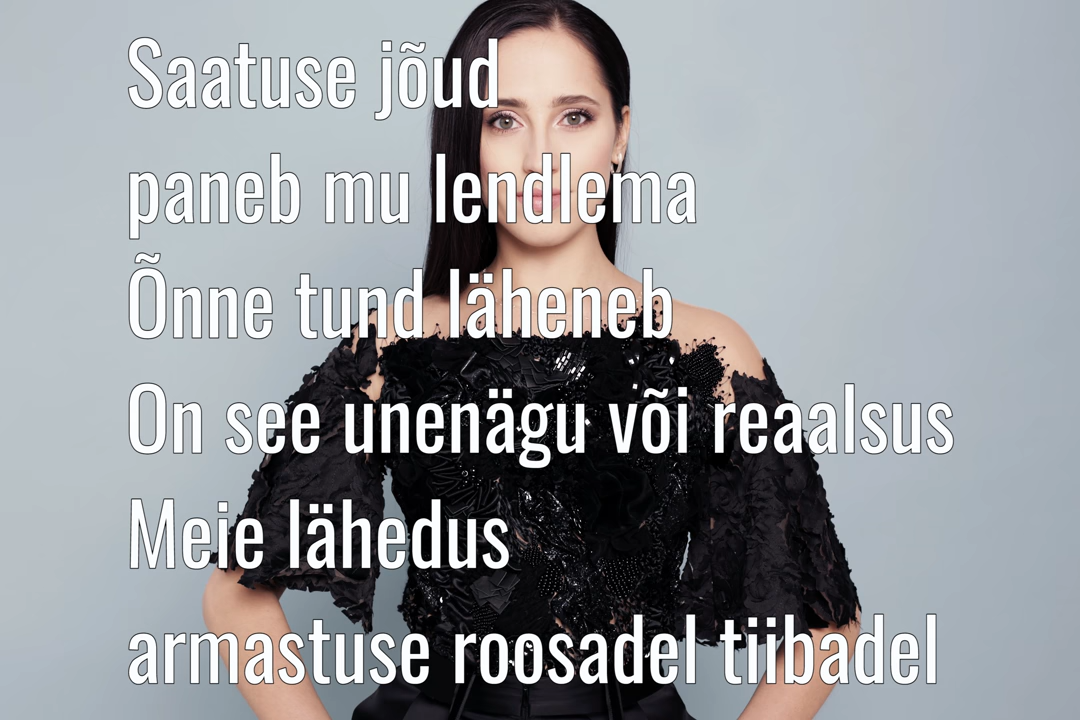 Saatuse jõud
paneb mu lendlema
Õnne tund läheneb
On see unenägu või reaalsus
Meie lähedus
armastuse roosadel tiibadel